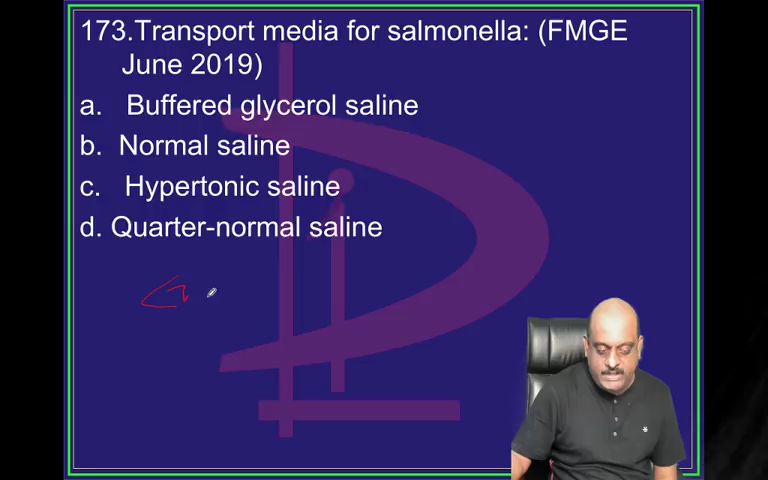 173.Transport media for salmonella: (FMGE
June 2019)
a. Buffered glycerol saline
b. Normal saline
c. Hypertonic saline
d. Quarter-normal saline